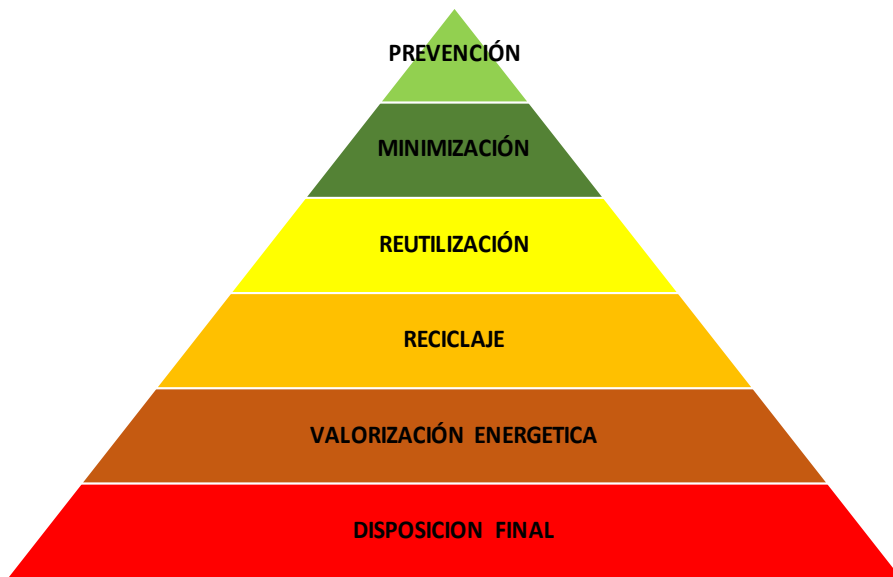 PREVENCIÓN
MINIMIZACIÓN
REUTILIZACIÓN
RECICLAJE
VALORIZACIÓN ENERGETICA
DISPOSICION FINAL